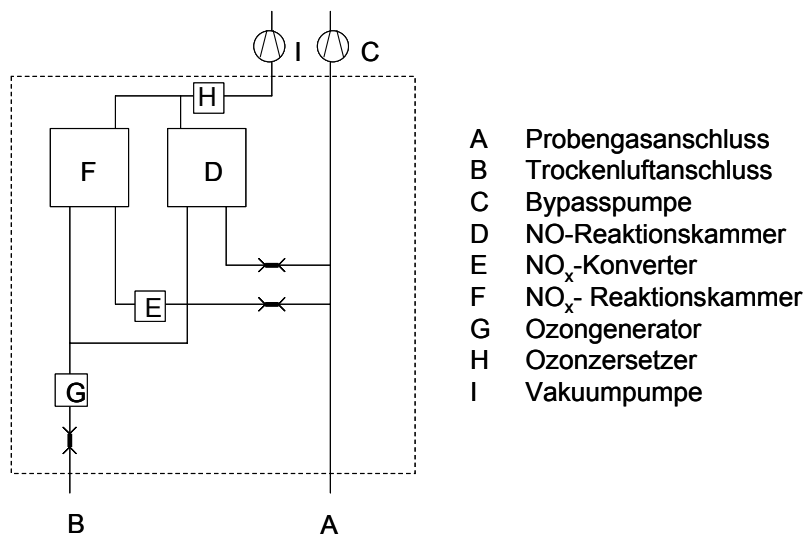 I
C
H
F
D
E
G
B
A
A Probengasanschluss
B Trockenluftanschluss
C Bypasspumpe
D NO-Reaktionskammer
E NOx-Konverter
F NOx- Reaktionskammer
G Ozongenerator
H Ozonzersetzer
I Vakuumpumpe